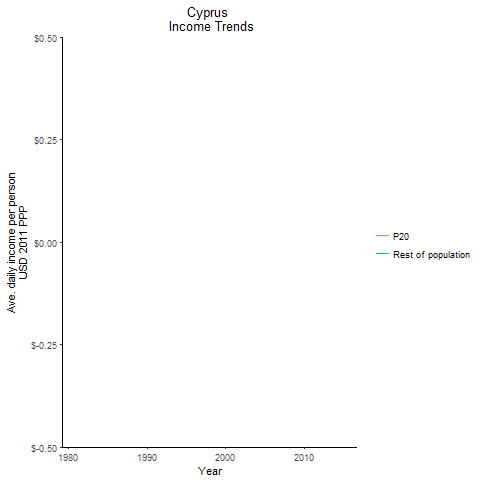 Cyprus
Income Trends
$0.50
$0.25
$0.00
$-0.25
$-0.50
Ave. daily income per person
USD 2011 PPP
1980
1990
2000
2010
Year
P20
Rest of population